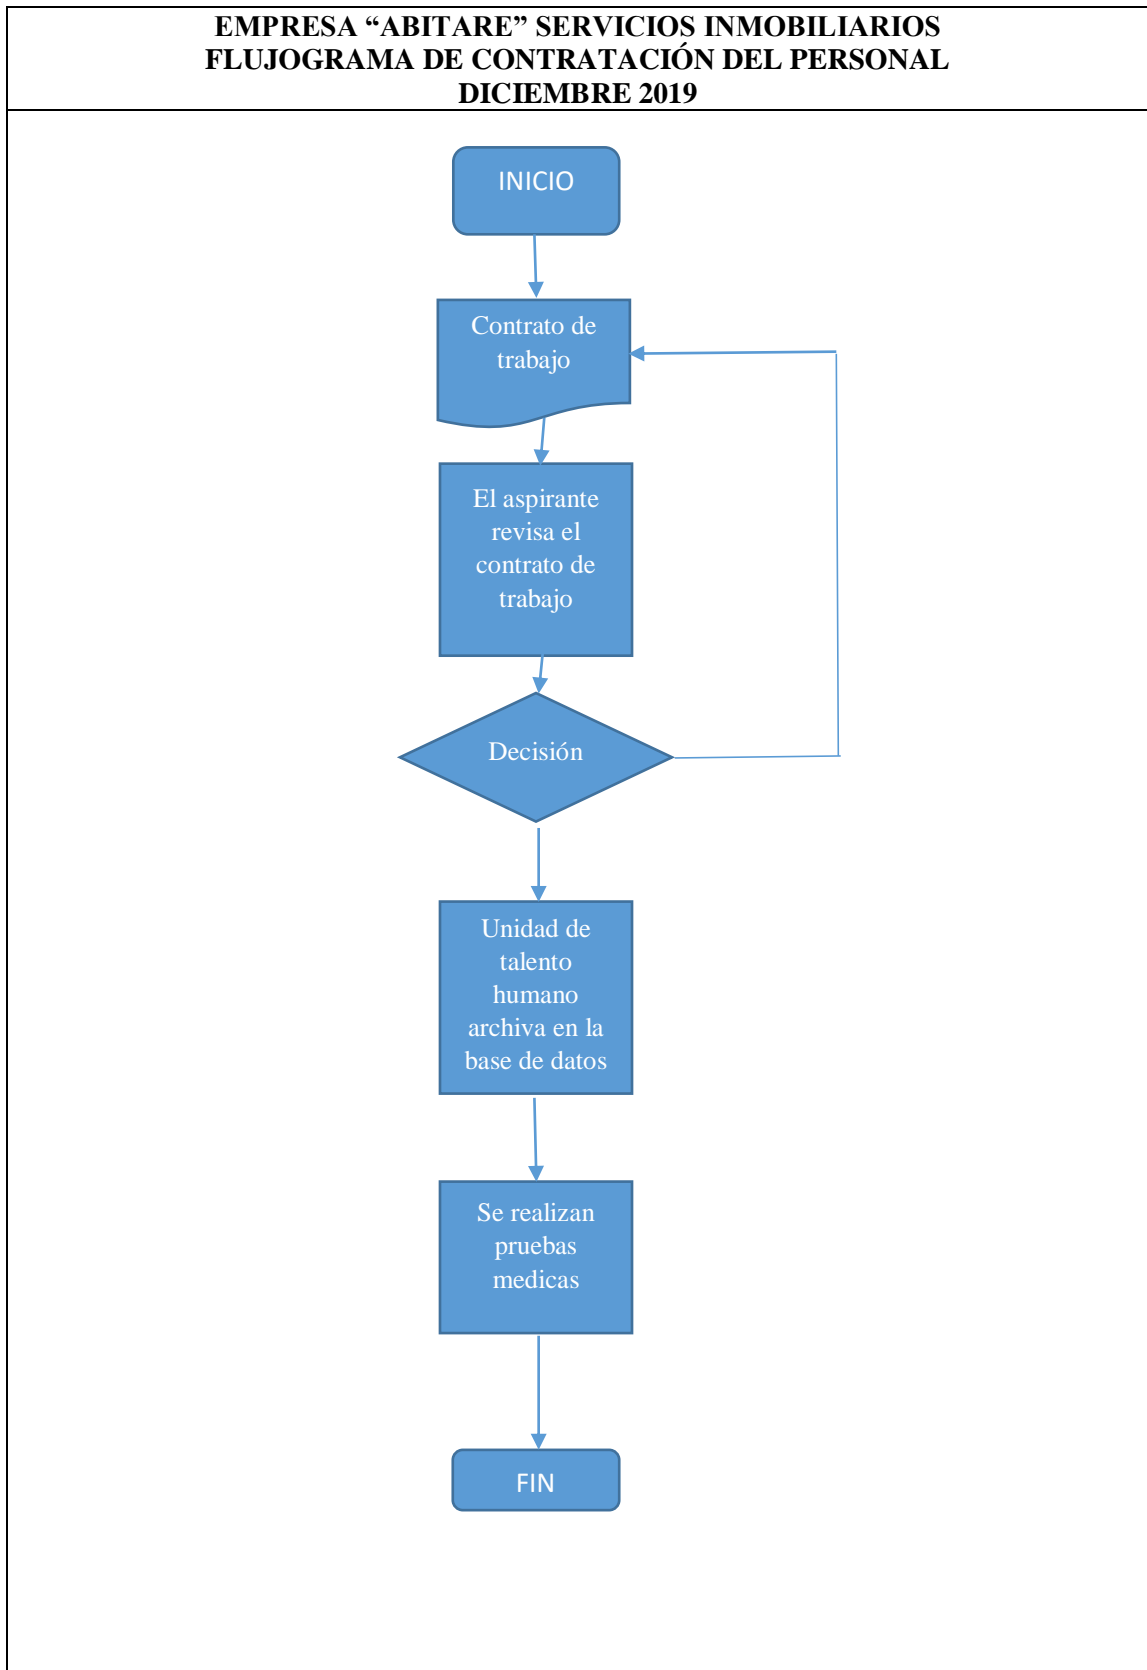 EMPRESA “ABITARE” SERVICIOS INMOBILIARIOS
FLUJOGRAMA DE CONTRATACIÓN DEL PERSONAL
DICIEMBRE 2019
INICIO
Contrato de
trabajo
El aspirante
revisa el
contrato de
trabajo
Decisión
Unidad de
talento
humano
archiva en la
base de datos
Se realizan
pruebas
medicas
FIN